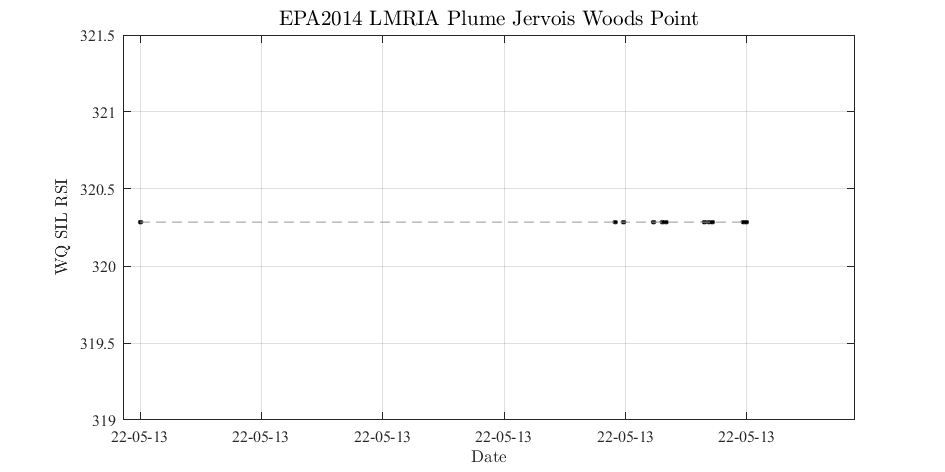 EPA2014 LMRIA Plume Jervois Woods Point
321.5
321
320.5
320
319.5
319
WQ SIL RSI
22-05-13 22-05-13 22-05-13 22-05-13 22-05-13 22-05-13
Date